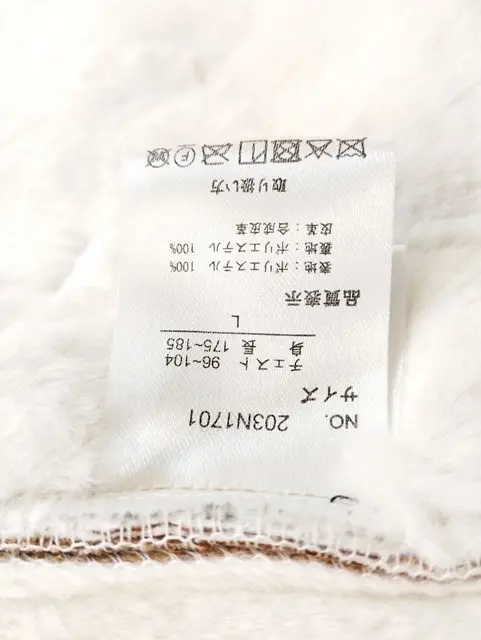 NO. 203N1701
サイズ
チェスト 96~104
身 長 175~185
L
品質表示
表地：ポリエステル 100%
表地：ポリエステル 100%
皮革：合成皮革
取り扱い方